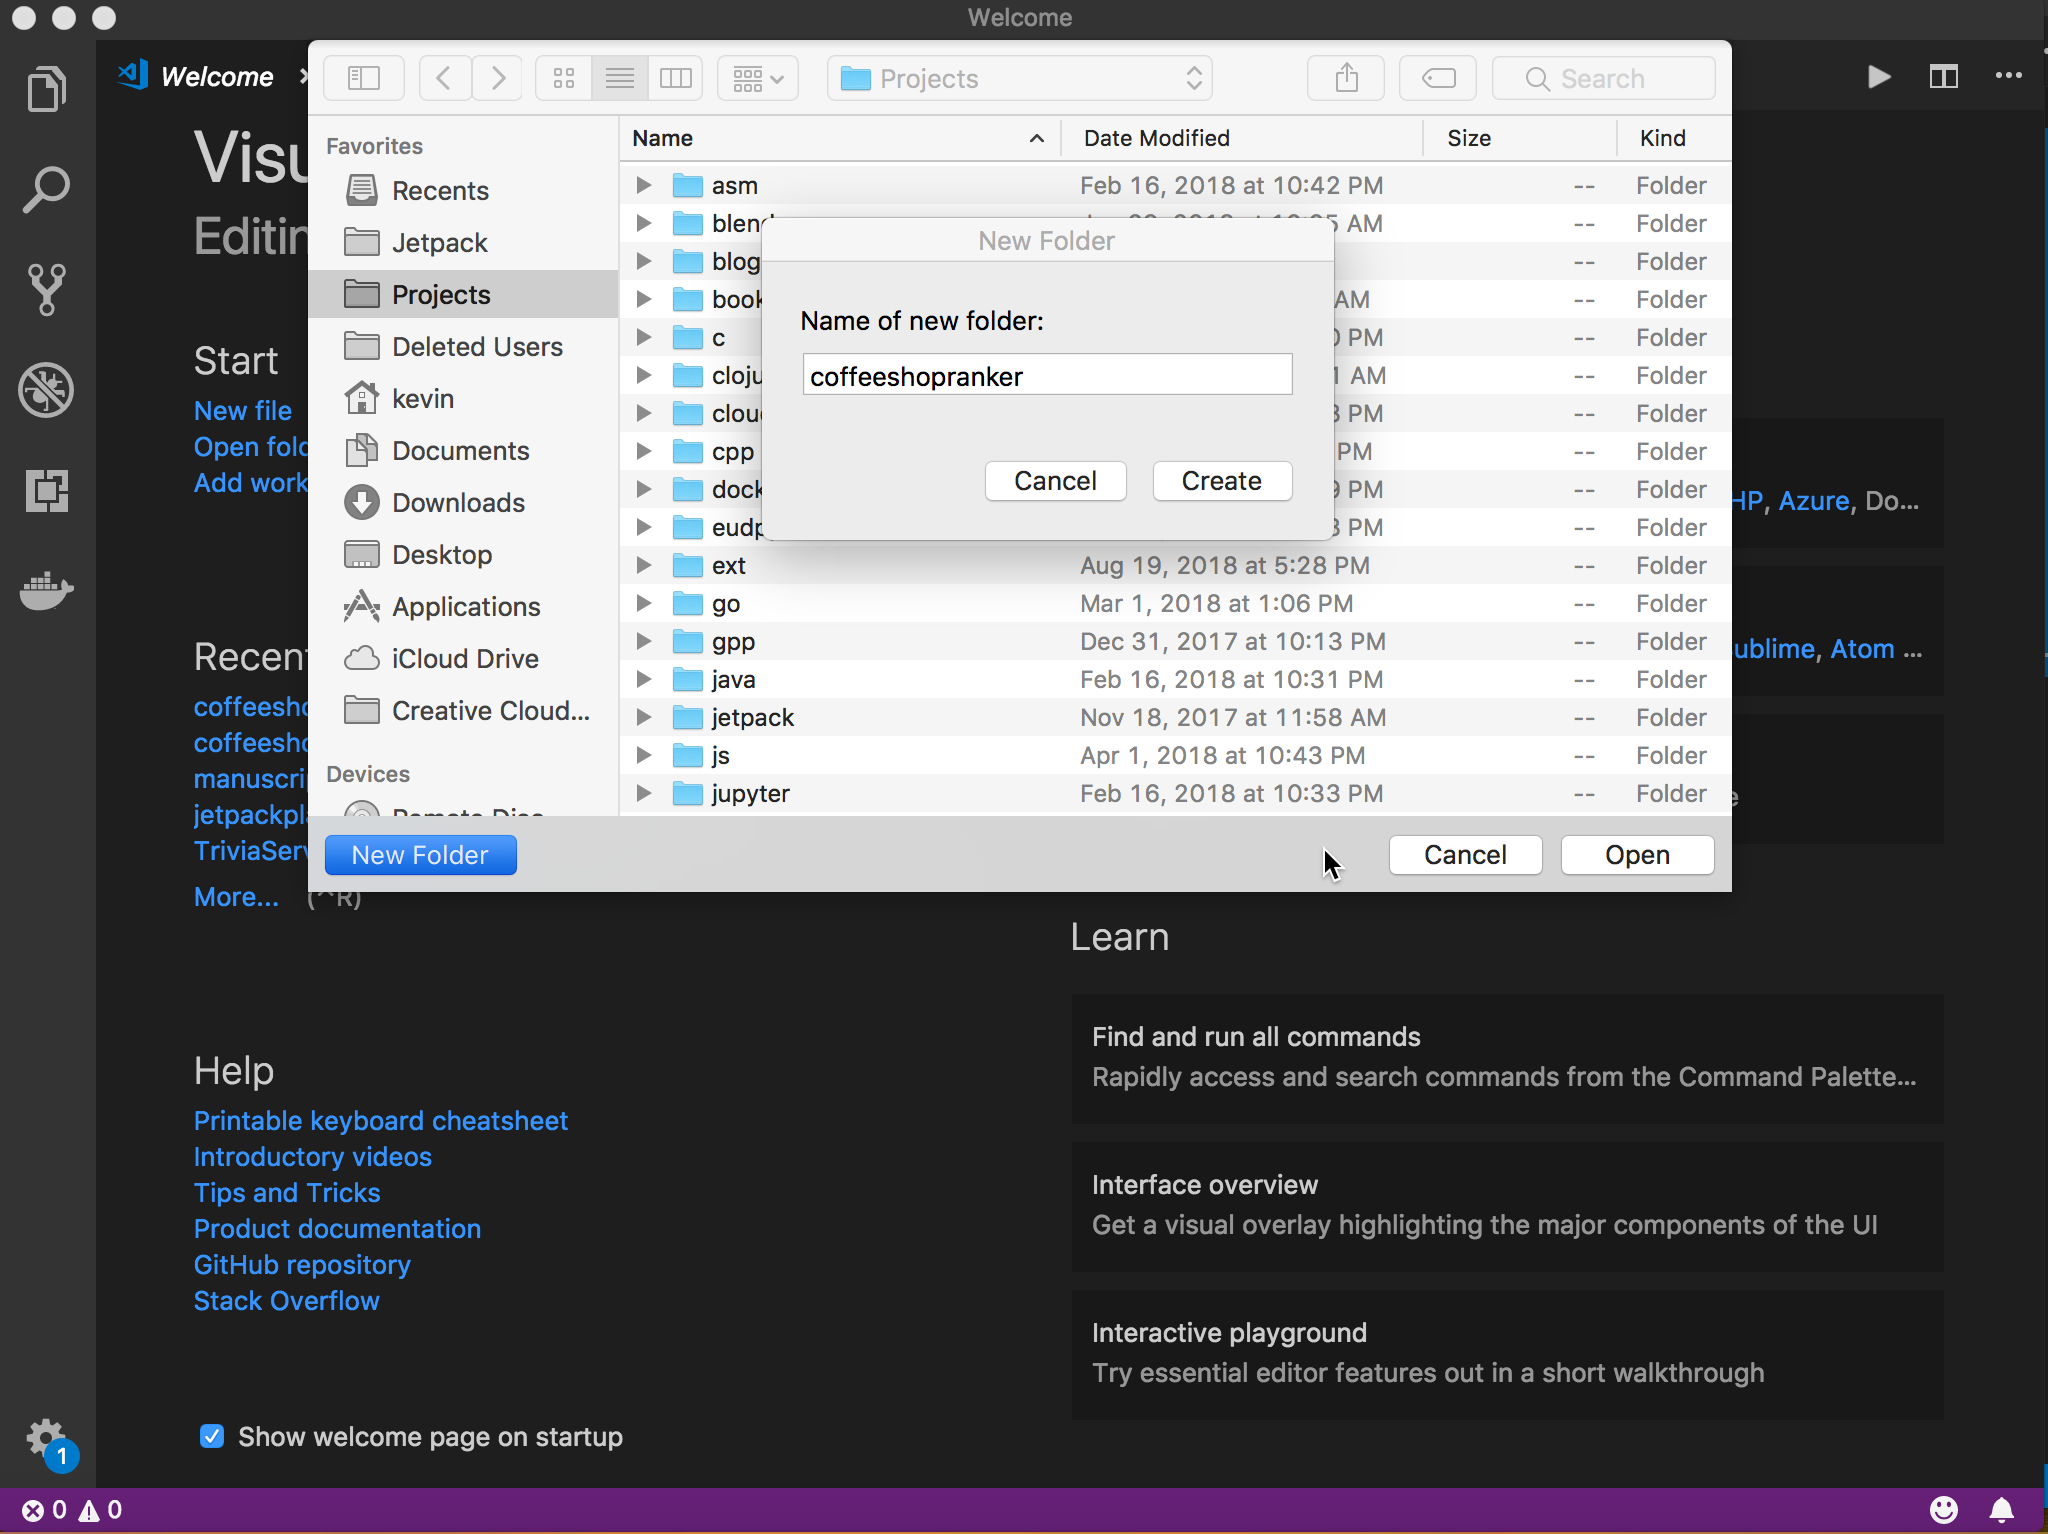 Welcome
Welcome
Projects
Search
Visu
Editin
Start
New file
Open fold
Add work
Recent
coffeesho
coffeesho
manuscrip
jetpackpla
TriviaServ
More... (^R)
Help
Printable keyboard cheatsheet
Introductory videos
Tips and Tricks
Product documentation
GitHub repository
Stack Overflow
Show welcome page on startup
Favorites
Recents
Jetpack
Projects
Deleted Users
kevin
Documents
Downloads
Desktop
Applications
iCloud Drive
Creative Cloud...
Devices
Remote Disc
Name Date Modified Size Kind
asm Feb 16, 2018 at 10:42 PM -- Folder
blend AM -- Folder
blog -- Folder
book AM -- Folder
c PM -- Folder
cloju AM -- Folder
cloud PM -- Folder
cpp PM -- Folder
dock PM -- Folder
eudp PM -- Folder
ext Aug 19, 2018 at 5:28 PM -- Folder
go Mar 1, 2018 at 1:06 PM -- Folder
gpp Dec 31, 2017 at 10:13 PM -- Folder
java Feb 16, 2018 at 10:31 PM -- Folder
jetpack Nov 18, 2017 at 11:58 AM -- Folder
js Apr 1, 2018 at 10:43 PM -- Folder
jupyter Feb 16, 2018 at 10:33 PM -- Folder
New Folder
Name of new folder:
coffeeshopranker
Cancel Create
New Folder Cancel Open
HP, Azure, Do...
ublime, Atom ...
Learn
Find and run all commands
Rapidly access and search commands from the Command Palette...
Interface overview
Get a visual overlay highlighting the major components of the UI
Interactive playground
Try essential editor features out in a short walkthrough
1
0 0